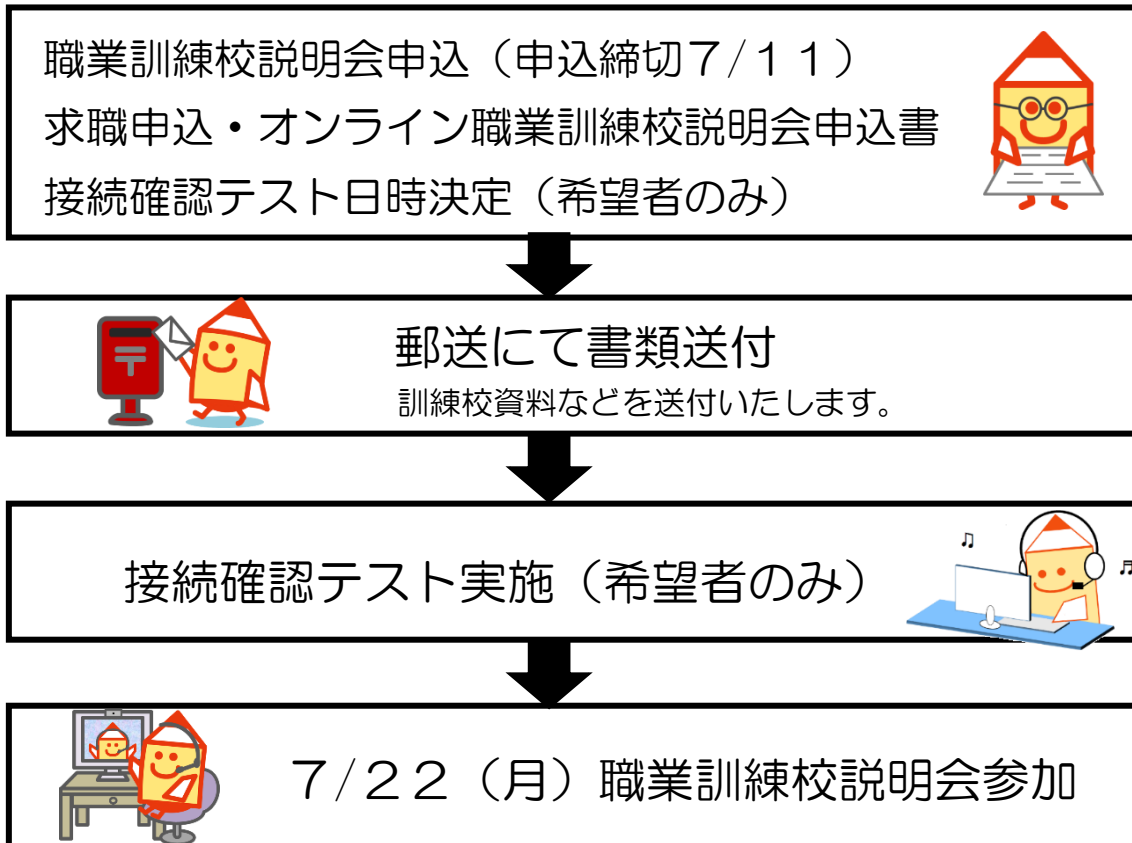 職業訓練校説明会申込（申込締切７/１１）
求職申込・オンライン職業訓練校説明会申込書
接続確認テスト日時決定（希望者のみ）
郵送にて書類送付
訓練校資料などを送付いたします。
接続確認テスト実施（希望者のみ）
７/２２（月）職業訓練校説明会参加